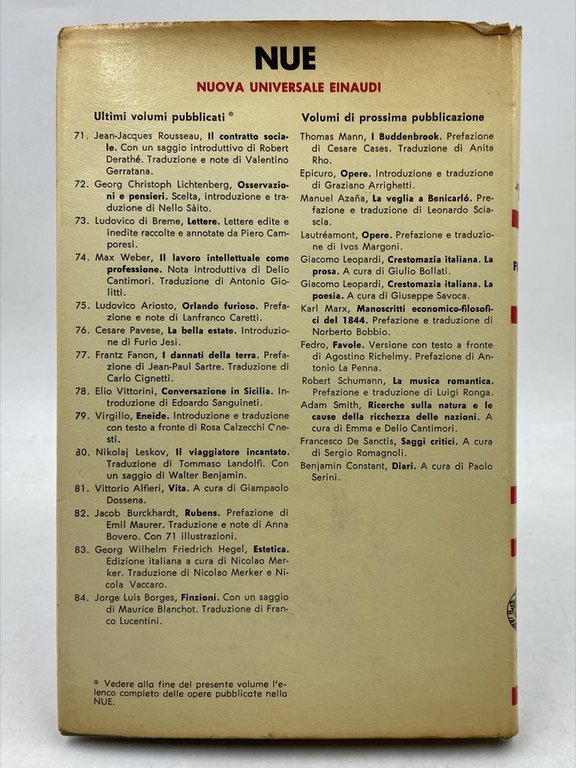 NUE
NUOVA UNIVERSALE EINAUDI
Ultimi volumi pubblicati *
71. Jean-Jacques Rousseau, Il contratto socia-
le. Con un saggio introduttivo di Robert
Derathé. Traduzione e note di Valentino
Gerratana.
72. Georg Christoph Lichtenberg, Osservazio-
ni e pensieri. Scelta, introduzione e tra-
duzione di Nello Sàito.
73. Ludovico di Breme, Lettere. Lettere edite e
inedite raccolte e annotate da Piero Cam-
poresi.
74. Max Weber, Il lavoro intellettuale come
professione. Nota introduttiva di Delio
Cantimori. Traduzione di Antonio Gio-
litti.
75. Ludovico Ariosto, Orlando furioso. Prefa-
zione e note di Lanfranco Caretti.
76. Cesare Pavese, La bella estate. Introduzio-
ne di Furio Jesi.
77. Frantz Fanon, I dannati della terra. Prefa-
zione di Jean-Paul Sartre. Traduzione di
Carlo Cignetti.
78. Elio Vittorini, Conversazione in Sicilia. In-
troduzione di Edoardo Sanguineti.
79. Virgilio, Eneide. Introduzione e traduzione
con testo a fronte di Rosa Calzecchi One-
sti.
80. Nikolaj Leskov, Il viaggiatore incantato.
Traduzione di Tommaso Landolfi. Con
un saggio di Walter Benjamin.
81. Vittorio Alfieri, Vita. A cura di Giampaolo
Dossena.
82. Jacob Burckhardt, Rubens. Prefazione di
Emil Maurer. Traduzione e note di Anna
Bovero. Con 71 illustrazioni.
83. Georg Wilhelm Friedrich Hegel, Estetica.
Edizione italiana a cura di Nicolao Mer-
ker. Traduzione di Nicolao Merker e Ni-
cola Vaccaro.
84. Jorge Luis Borges, Finzioni. Con un saggio
di Maurice Blanchot. Traduzione di Fran-
co Lucentini.
* Vedere alla fine del presente volume l'e-
lenco completo delle opere pubblicate nella
NUE.
Volumi di prossima pubblicazione
Thomas Mann, I Buddenbrook. Prefazione
di Cesare Cases. Traduzione di Anita
Rho.
Epicuro, Opere. Introduzione e traduzione
di Graziano Arrighetti.
Manuel Azaña, La veglia a Benicarló. Pre-
fazione e traduzione di Leonardo Scia-
scia.
Lautréamont, Opere. Prefazione e traduzio-
ne di Ivos Margoni.
Giacomo Leopardi, Crestomazia italiana. La
prosa. A cura di Giulio Bollati.
Giacomo Leopardi, Crestomazia italiana. La
poesia. A cura di Giuseppe Savoca.
Karl Marx, Manoscritti economico-filosofi-
ci del 1844. Prefazione e traduzione di
Norberto Bobbio.
Fedro, Favole. Versione con testo a fronte
di Agostino Richelmy. Prefazione di An-
tonio La Penna.
Robert Schumann, La musica romantica.
Prefazione e traduzione di Luigi Ronga.
Adam Smith, Ricerche sulla natura e le
cause della ricchezza delle nazioni. A
cura di Emma e Delio Cantimori.
Francesco De Sanctis, Saggi critici. A cura
di Sergio Romagnoli.
Benjamin Constant, Diari. A cura di Paolo
Serini.